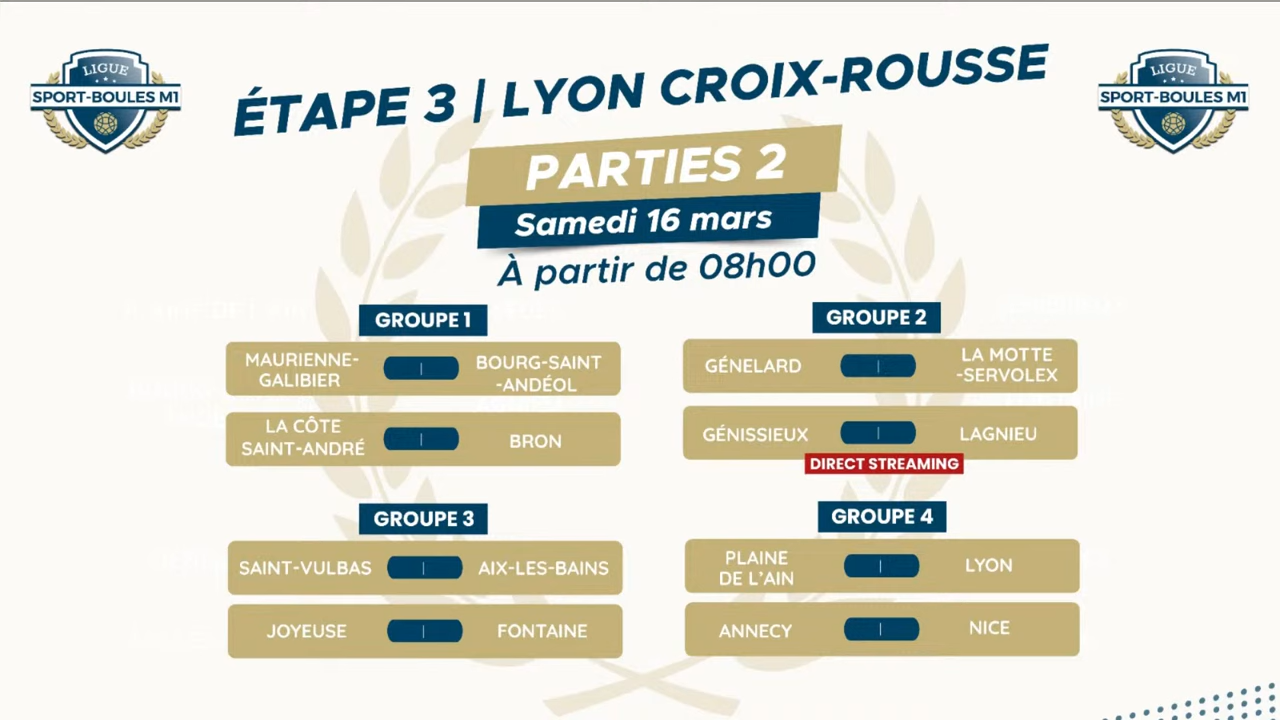 LIGUE
SPORT-BOULES M1
ÉTAPE 3 | LYON CROIX-ROUSSE
LIGUE
SPORT-BOULES M1
PARTIES 2
Samedi 16 mars
À partir de 08h00
GROUPE 1
MAURIENNE-
GALIBIER
BOURG-SAINT
-ANDÉOL
LA CÔTE
SAINT-ANDRÉ
BRON
GROUPE 2
GÉNELARD
LA MOTTE
-SERVOLEX
GÉNISSIEUX
LAGNIEU
DIRECT STREAMING
GROUPE 3
SAINT-VULBAS
AIX-LES-BAINS
JOYEUSE
FONTAINE
GROUPE 4
PLAINE
DE L'AIN
LYON
ANNECY
NICE